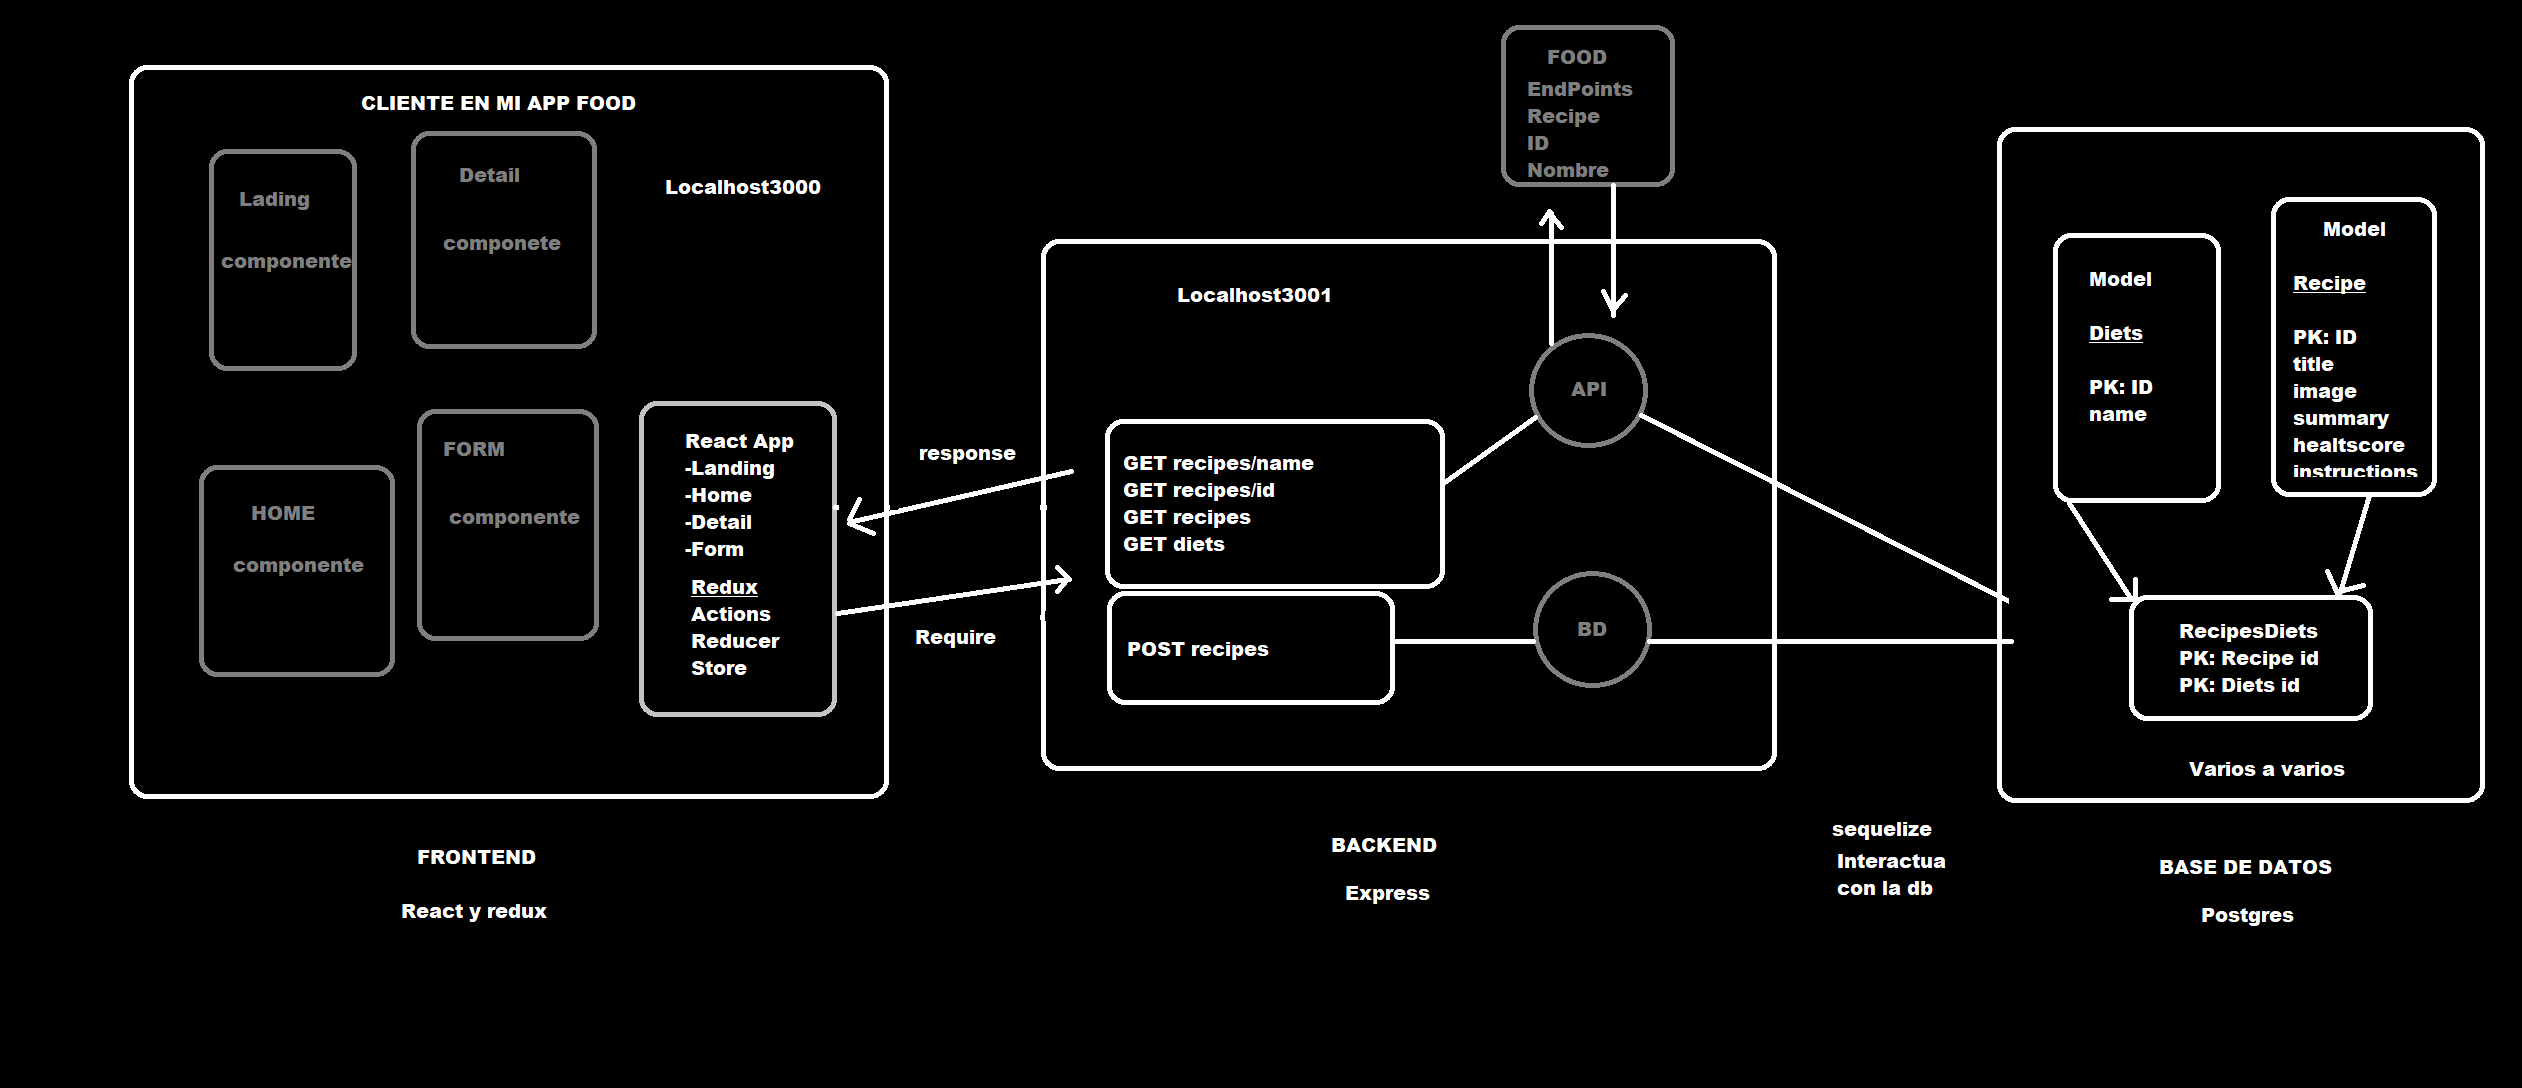 CLIENTE EN MI APP FOOD
Lading
componente
Detail
componete
Localhost3000
HOME
componente
FORM
componente
React App
-Landing
-Home
-Detail
-Form
Redux
Actions
Reducer
Store
FRONTEND
React y redux
response
Require
FOOD
EndPoints
Recipe
ID
Nombre
Localhost3001
API
GET recipes/name
GET recipes/id
GET recipes
GET diets
POST recipes
BD
BACKEND
Express
sequelize
Interactua
con la db
Model
Diets
PK: ID
name
Model
Recipe
PK: ID
title
image
summary
healtscore
instructions
RecipesDiets
PK: Recipe id
PK: Diets id
Varios a varios
BASE DE DATOS
Postgres